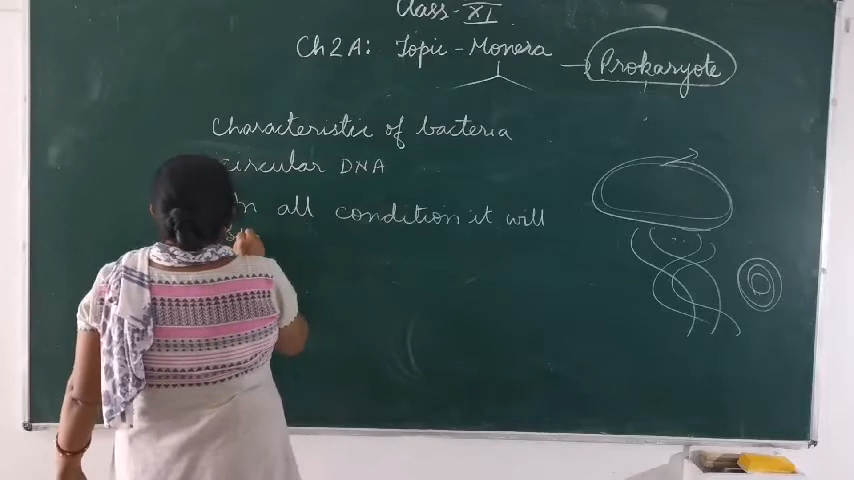 Class - XI
Ch 2 A: Topic - Monera
Prokaryote
Characteristic of bacteria
Circular DNA
In all condition it will